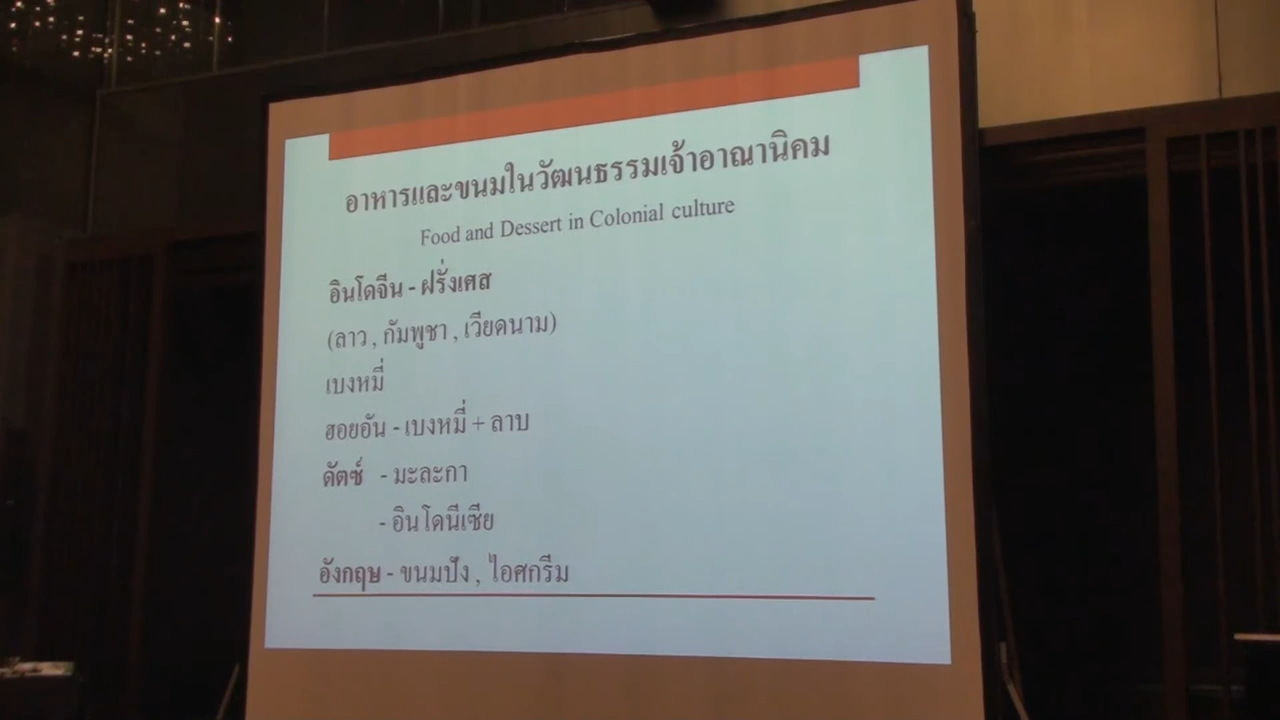 อาหารและขนมในวัฒนธรรมเจ้าอาณานิคม
Food and Dessert in Colonial culture
อินโดจีน - ฝรั่งเศส
(ลาว , กัมพูชา , เวียดนาม)
เบงหมี่
ฮอยอัน - เบงหมี่ + ลาบ
ดัตซ์ - มะละกา
- อินโดนีเซีย
อังกฤษ - ขนมปัง , ไอศกรีม